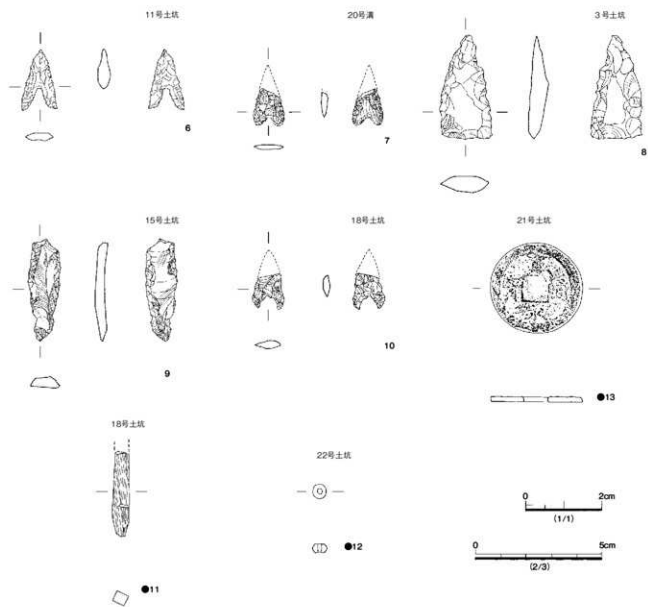 11号土坑
6
20号溝
7
3号土坑
8
15号土坑
9
18号土坑
10
21号土坑
●13
18号土坑
●11
22号土坑
●12
0 2cm
(1/1)
0 5cm
(2/3)